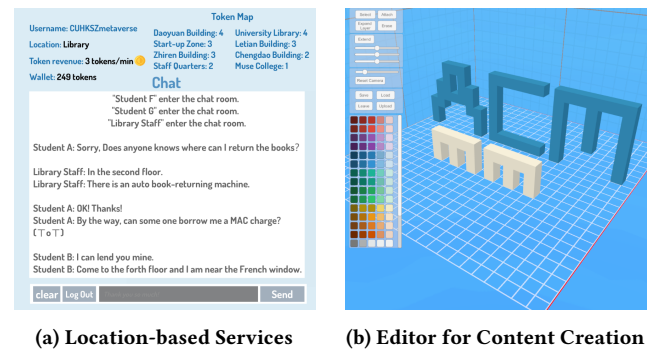 Username: CUHKSZmetaverse
Location: Library
Token revenue: 3 tokens/min
Wallet: 249 tokens
Token Map
Daoyuan Building: 4 University Library: 4
Start-up Zone: 3 Letian Building: 3
Zhiren Building: 3 Chengdao Building: 2
Staff Quarters: 2 Muse College: 1
Chat
"Student F" enter the chat room.
"Student G" enter the chat room.
"Library Staff" enter the chat room.
Student A: Sorry, Does anyone knows where can I return the books?
Library Staff: In the second floor.
Library Staff: There is an auto book-returning machine.
Student A: OK! Thanks!
Student A: By the way, can some one borrow me a MAC charge?
(ㄒoㄒ)
Student B: I can lend you mine.
Student B: Come to the forth floor and I am near the French window.
clear Log Out Send
Select Attach
Expand Layer Erase
Extend
Reset Camera
Save Load
Leave Upload
ACM
mm
(a) Location-based Services
(b) Editor for Content Creation